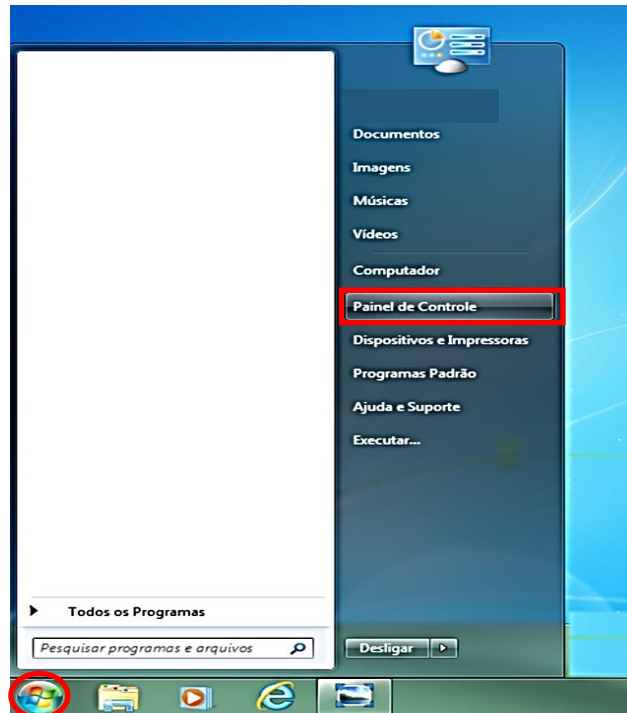 Documentos
Imagens
Músicas
Vídeos
Computador
Painel de Controle
Dispositivos e Impressoras
Programas Padrão
Ajuda e Suporte
Executar...
Todos os Programas
Pesquisar programas e arquivos
Desligar